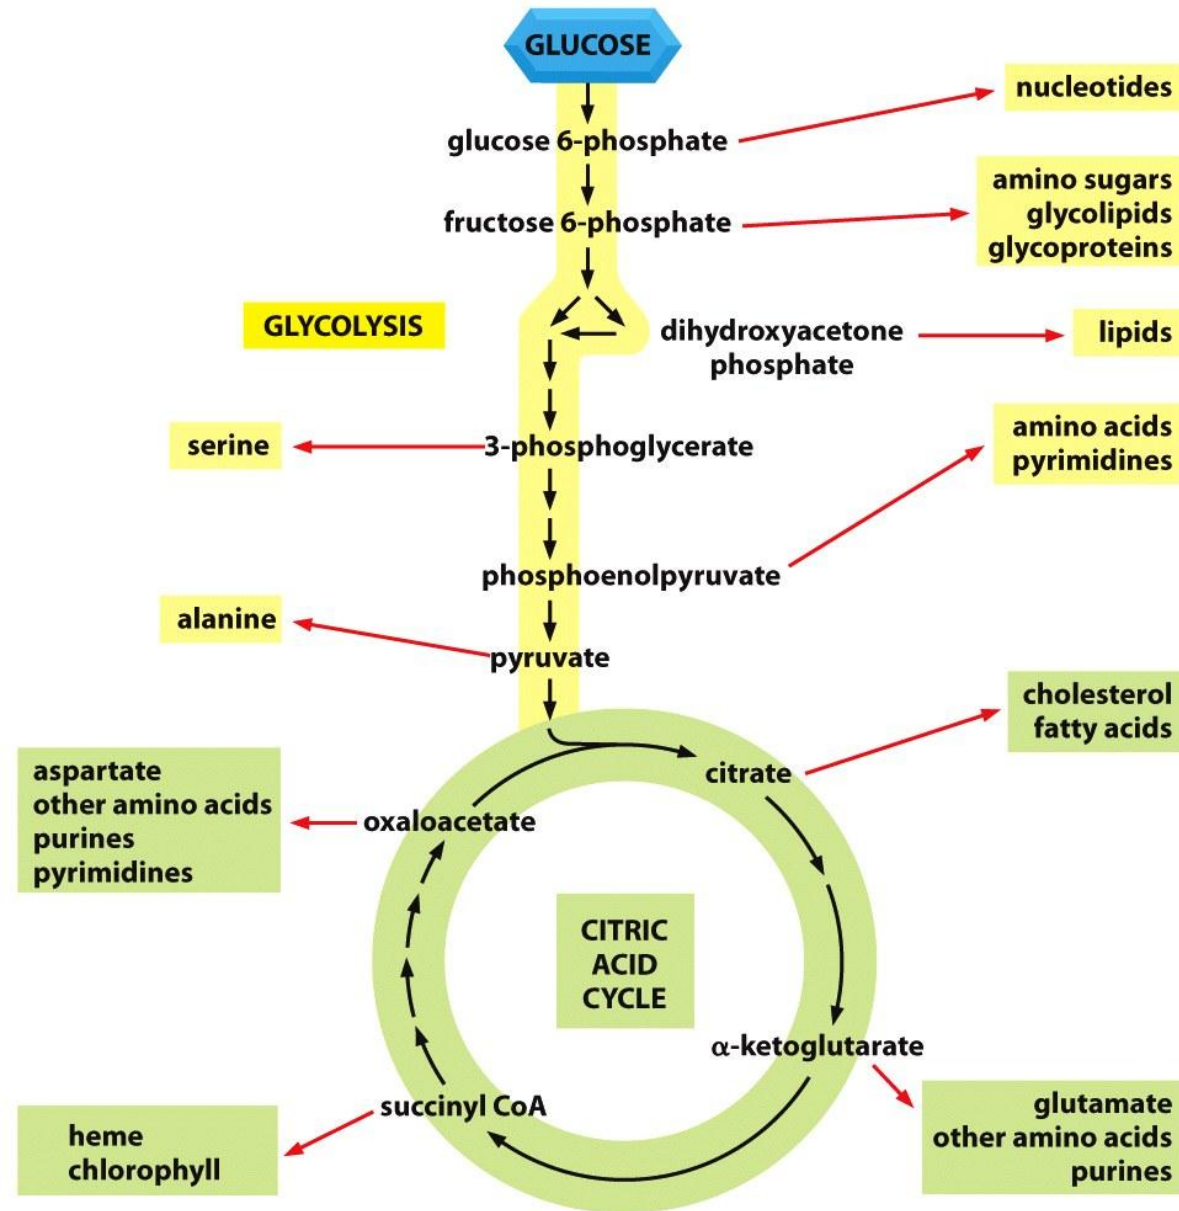 GLUCOSE
nucleotides
glucose 6-phosphate
amino sugars
glycolipids
glycoproteins
fructose 6-phosphate
GLYCOLYSIS
dihydroxyacetone
phosphate
lipids
serine
3-phosphoglycerate
amino acids
pyrimidines
phosphoenolpyruvate
alanine
pyruvate
cholesterol
fatty acids
citrate
aspartate
other amino acids
purines
pyrimidines
oxaloacetate
CITRIC
ACID
CYCLE
α-ketoglutarate
succinyl CoA
heme
chlorophyll
glutamate
other amino acids
purines